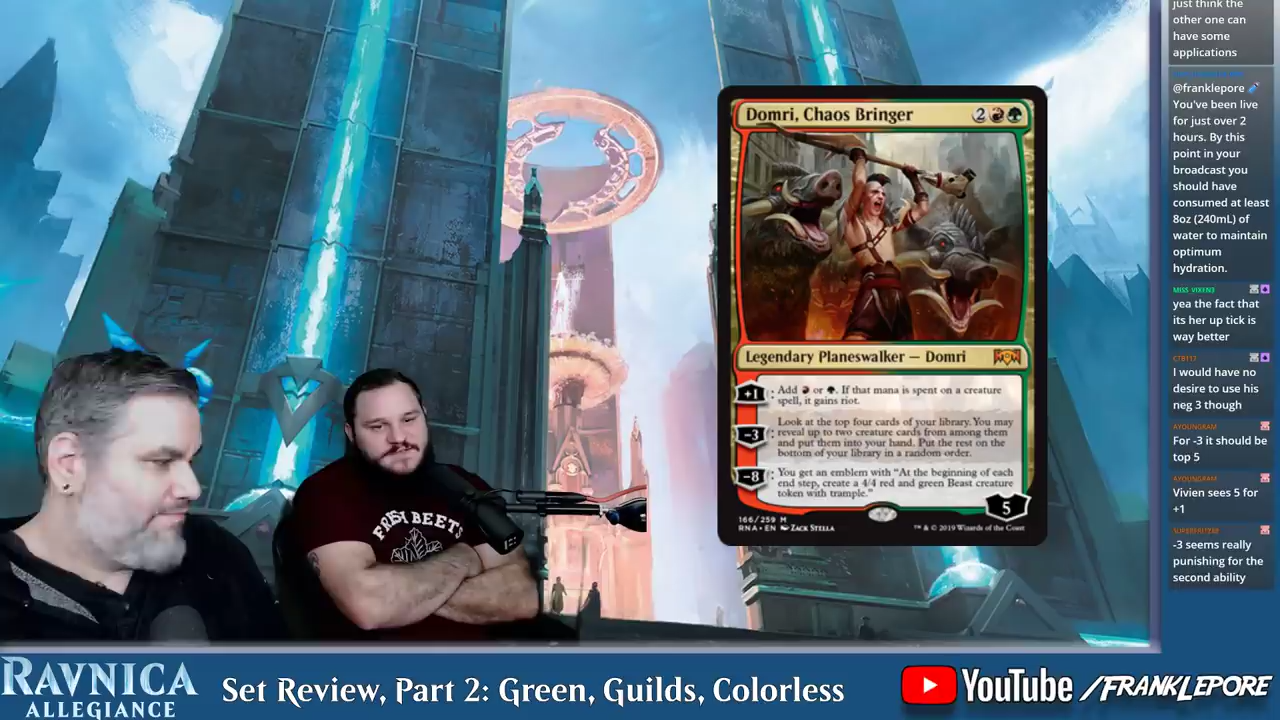 just think the
other one can
have some
applications
@franklepore
You've been live
for just over 2
hours. By this
point in your
broadcast you
should have
consumed at least
8oz (240mL) of
water to maintain
optimum
hydration.
MISS VIXEN3
yea the fact that
its her up tick is
way better
CTB111
I would have no
desire to use his
neg 3 though
AYOUNGRAM
For -3 it should be
top 5
AYOUNGRAM
Vivien sees 5 for
+1
-3 seems really
punishing for the
second ability
Domri, Chaos Bringer 2
Legendary Planeswalker — Domri
+1: Add or . If that mana is spent on a creature
spell, it gains riot.
-3: Look at the top four cards of your library. You may
reveal up to two creature cards from among them
and put them into your hand. Put the rest on the
bottom of your library in a random order.
-8: You get an emblem with "At the beginning of each
end step, create a 4/4 red and green Beast creature
token with trample."
5
166/259 M
RNA • EN Zack Stella
™ & © 2019 Wizards of the Coast
FRESH BEETS
RAVNICA
ALLEGIANCE
Set Review, Part 2: Green, Guilds, Colorless
YouTube /FRANKLEPORE